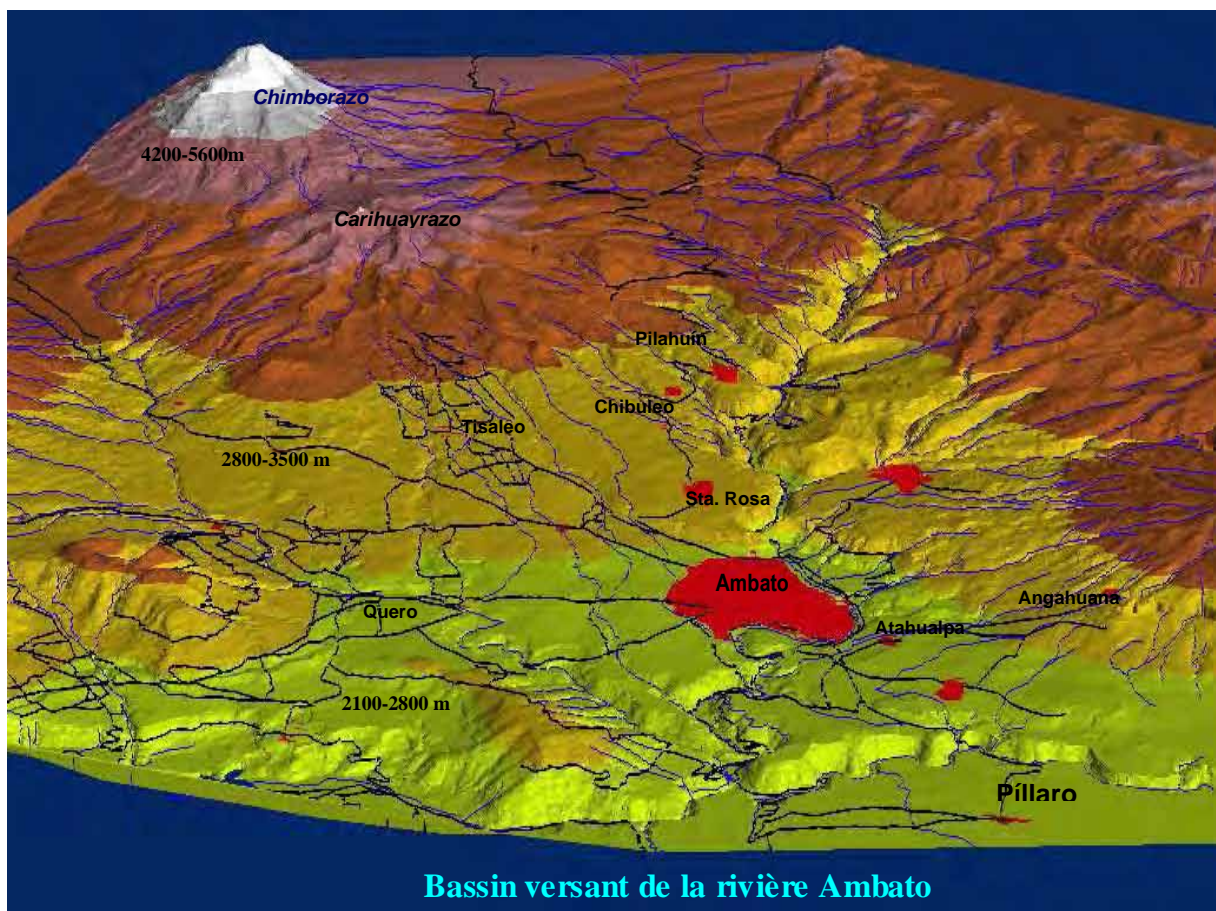 Chimborazo
4200-5600m
Carihuayrazo
Pilahuín
Chibuleo
Tisaleo
2800-3500 m
Sta. Rosa
Ambato
Angahuana
Quero
Atahualpa
2100-2800 m
Píllaro
Bassin versant de la rivière Ambato